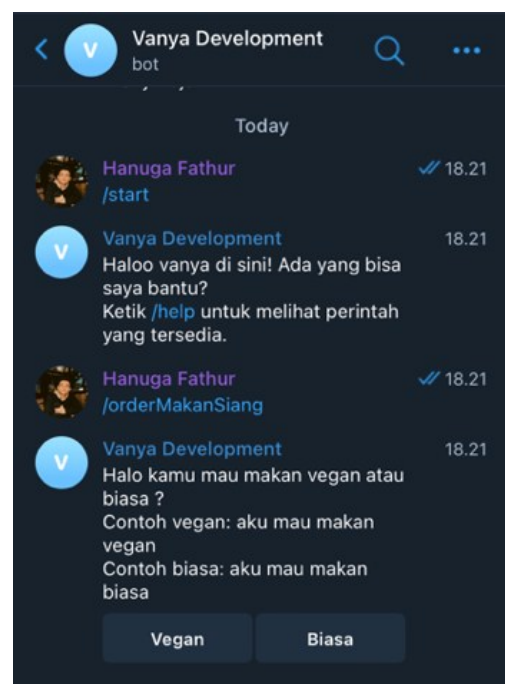 Vanya Development
bot
Today
Hanuga Fathur
18.21
/start
V
Vanya Development
18.21
Haloo vanya di sini! Ada yang bisa
saya bantu?
Ketik /help untuk melihat perintah
yang tersedia.
Hanuga Fathur
18.21
/orderMakanSiang
V
Vanya Development
18.21
Halo kamu mau makan vegan atau
biasa ?
Contoh vegan: aku mau makan
vegan
Contoh biasa: aku mau makan
biasa
Vegan
Biasa